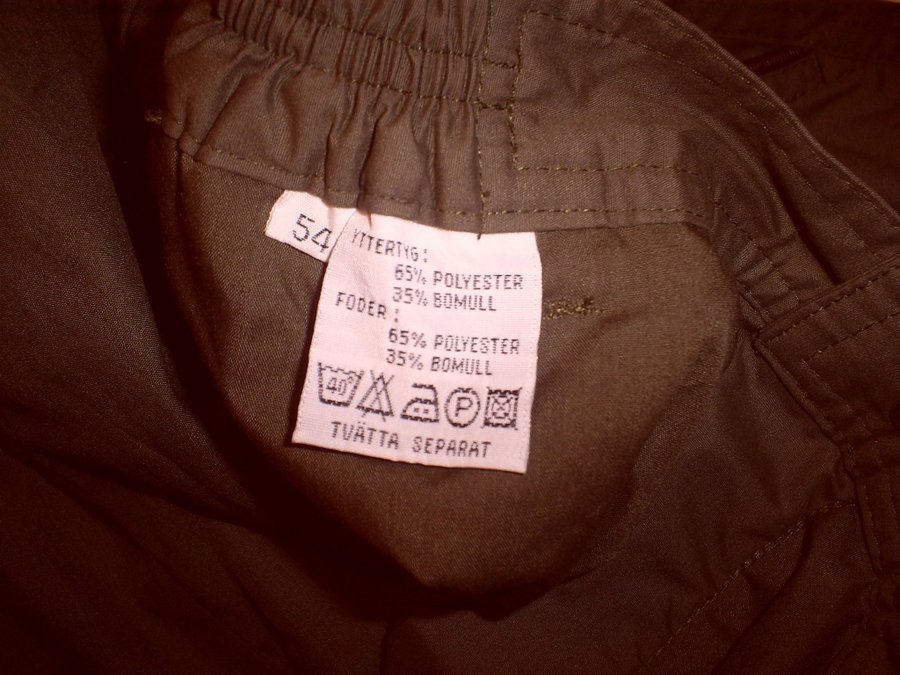 54
YTTERTYG:
65% POLYESTER
35% BOMULL
FODER:
65% POLYESTER
35% BOMULL
40° P
TVÄTTA SEPARAT